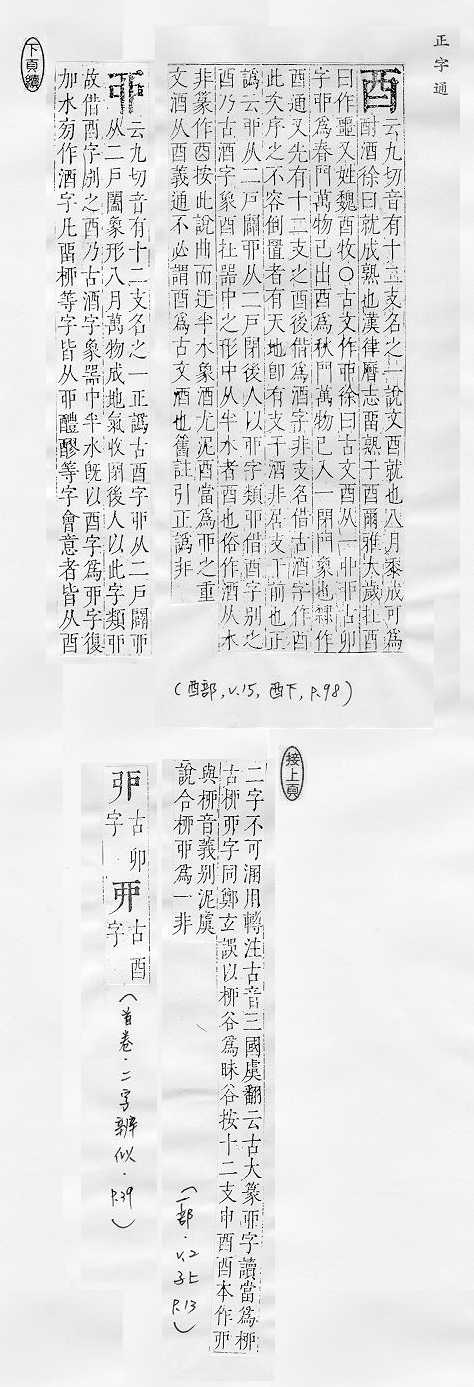 正字通
酉
云九切音有十二支名之一說文酉就也八月黍成可爲
酎酒徐曰就成熟也漢律曆志畱熟于酉爾雅大歲在酉
曰作噩又姓魏酉牧○古文作丣徐曰古文酉从一丣丣古卯
字丣爲春門萬物已出酉爲秋門萬物已入一閉門象也隸作
酉通又先有十二支之酉後借爲酒字非支名借古酒字作酉
此次序之不容倒置者有天地卽有支干酒非居支干前也正
譌云丣从二戶闢丣从二戶閉後人以丣字類丣借酉字別之
酉乃古酒字象酉在器中之形中从半水者酉也俗作酒从水
非篆作酉按此說曲而迂半水象酒尤泥酉當爲丣之重
文酒从酉義通不必謂酉爲古文酒也舊註引正譌非
(酉部,v.15,酉下,p.98)
丣
云九切音有十二支名之一正譌古酉字丣从二戶闢丣
从二戶闔象形八月萬物成地氣收閉後人以此字類丣
故借酉字別之酉乃古酒字象器中半水旣以酉字爲丣字復
加水旁作酒字凡畱桺等字皆从丣醴醪等字會意者皆从酉
下頁續
接上頁
二字不可溷用轉注古音三國虞翻云古大篆丣字讀當爲桺
古桺丣字同鄭玄誤以桺谷爲昧谷按十二支申酉酉本作丣
與桺音義別泥虞
說合桺丣爲一非
(一部.v.2子上p.13)
戼古卯字 丣古酉字
(首卷.二字辨似.p.39)